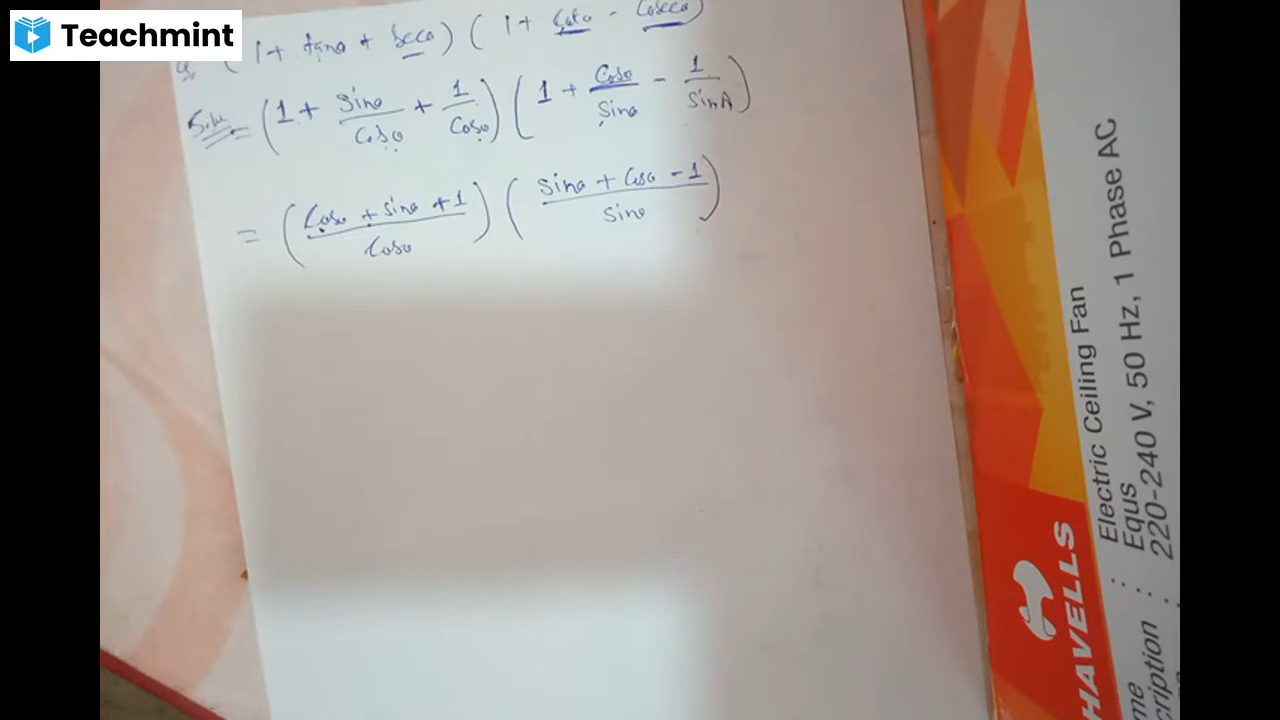 Teachmint
Q (1 + tanθ + secθ) (1 + cotθ - cosecθ)
Soln = (1 + sinθ/cosθ + 1/cosθ) (1 + cosθ/sinθ - 1/sinA)
= (cosθ + sinθ + 1/cosθ) (sinθ + cosθ - 1/sinθ)
HAVELLS
Electric Ceiling Fan
Equs
: 220-240 V, 50 Hz, 1 Phase AC
me :
cription :